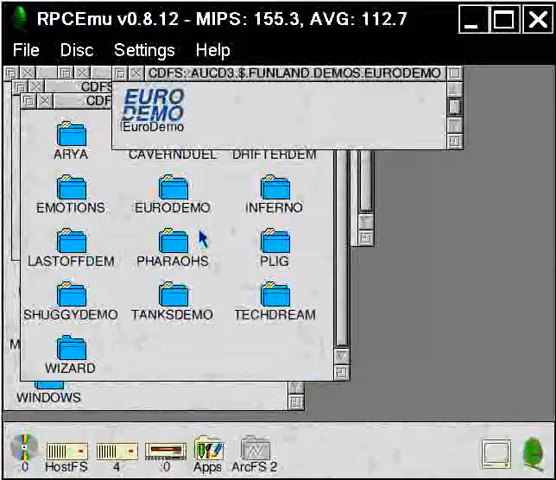 RPCEmu v0.8.12 - MIPS: 155.3, AVG: 112.7
File Disc Settings Help
CDFS::AUCD3.$.FUNLAND.DEMOS.EURODEMO
CDFS
CDF
EURO
DEMO
!EuroDemo
ARYA CAVERNDUEL DRIFTERDEM
EMOTIONS EURODEMO INFERNO
LASTOFFDEM PHARAOHS PLIG
SHUGGYDEMO TANKSDEMO TECHDREAM
M
WIZARD
WINDOWS
:0 HostFS :4 :0 Apps ArcFS 2